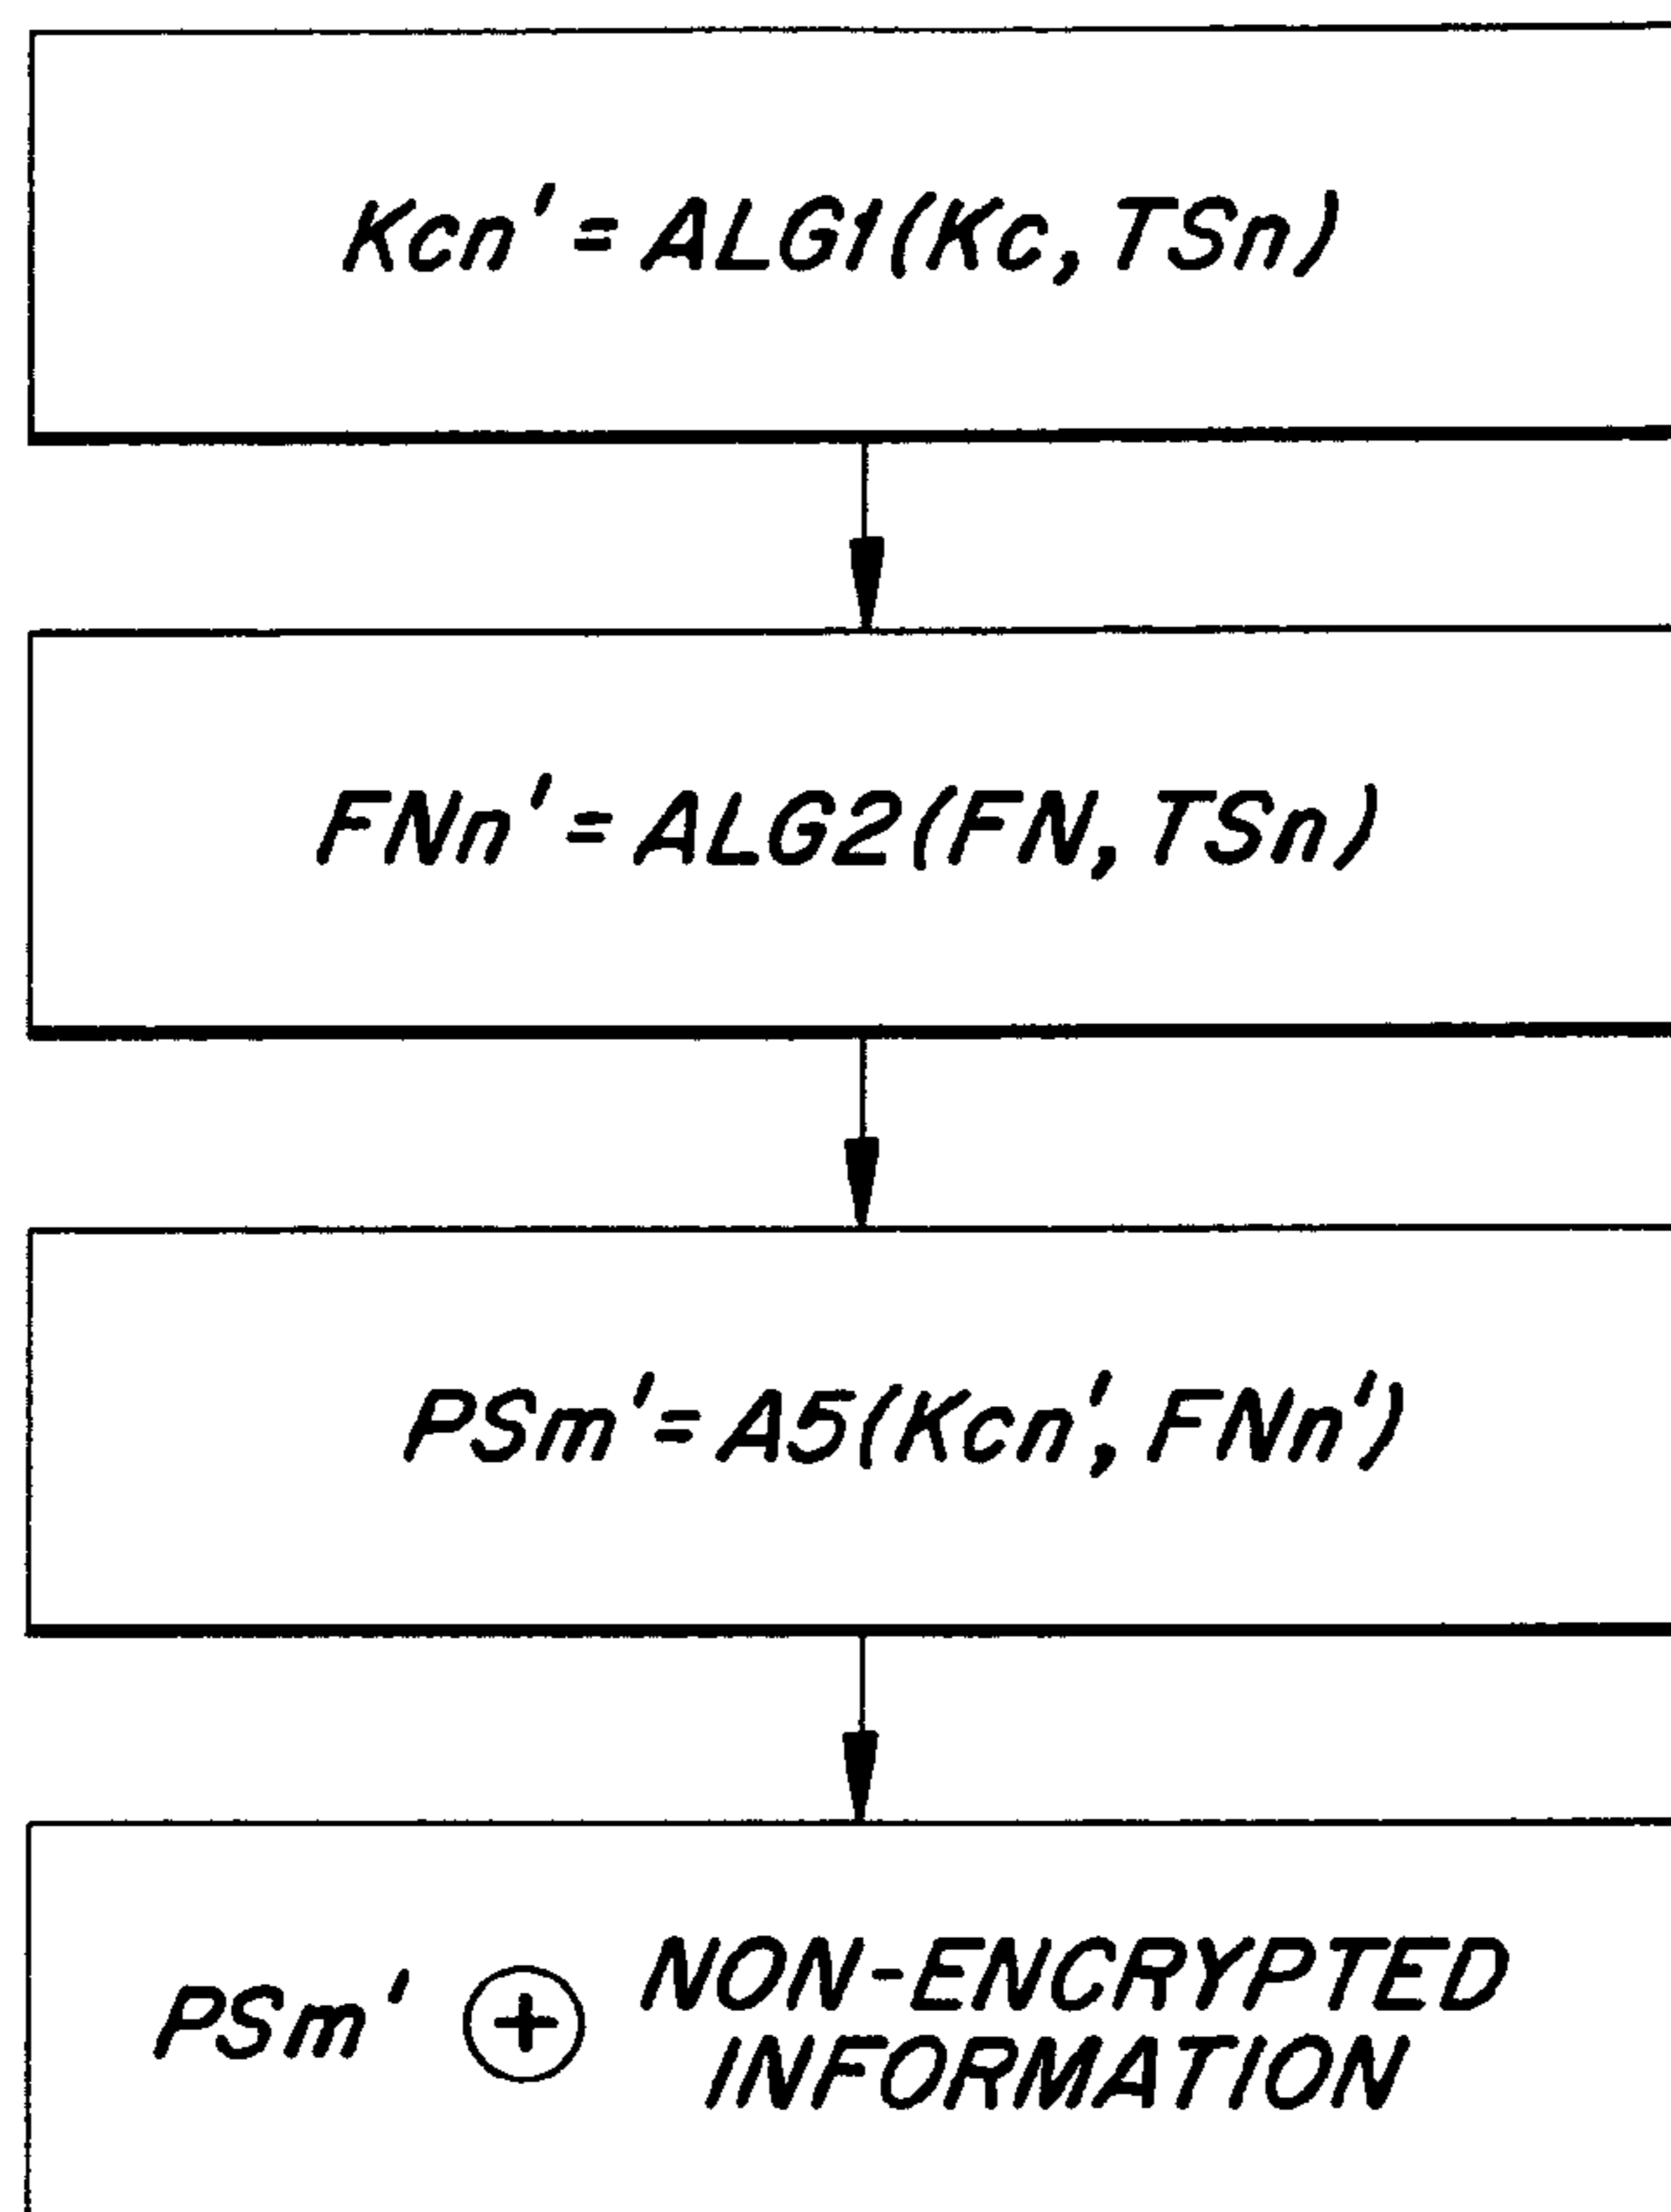 Kcn' = ALG1(Kc, TSn)
FNn' = ALG2(FN, TSn)
PSm' = A5(Kcn', FNn')
PSm' ⊕ NON-ENCRYPTED
INFORMATION